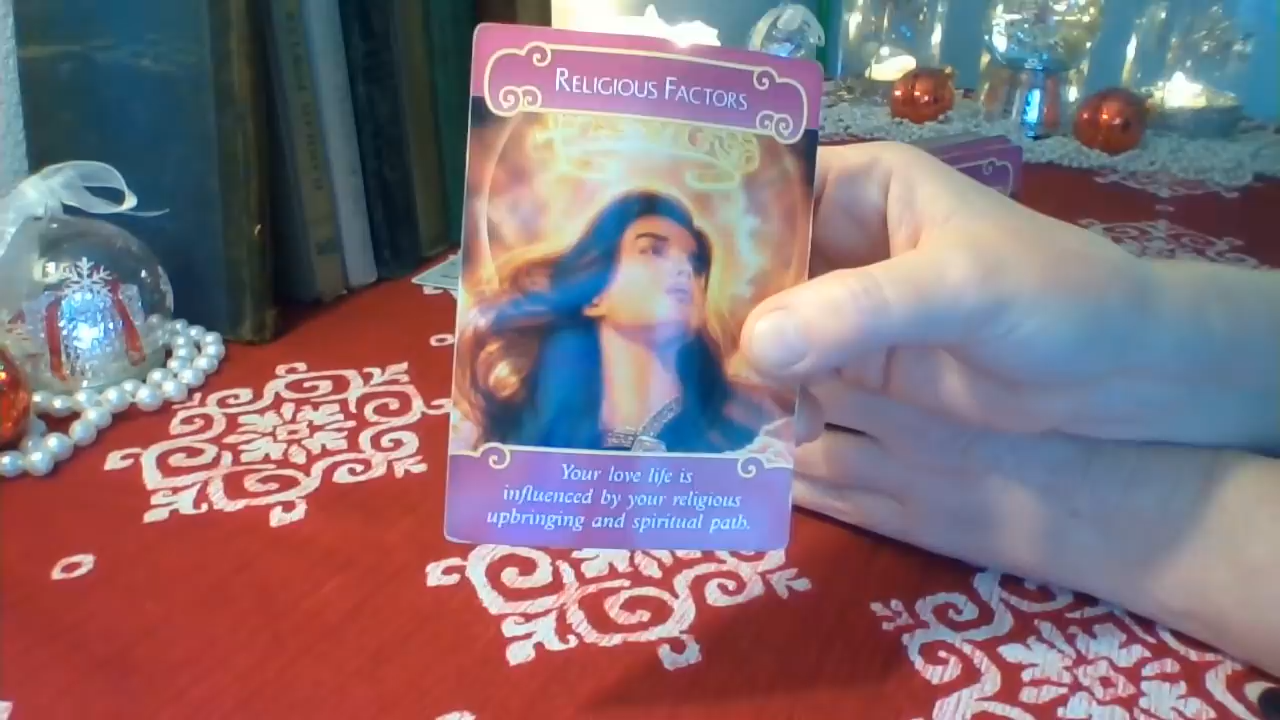 RELIGIOUS FACTORS
Your love life is
influenced by your religious
upbringing and spiritual path.